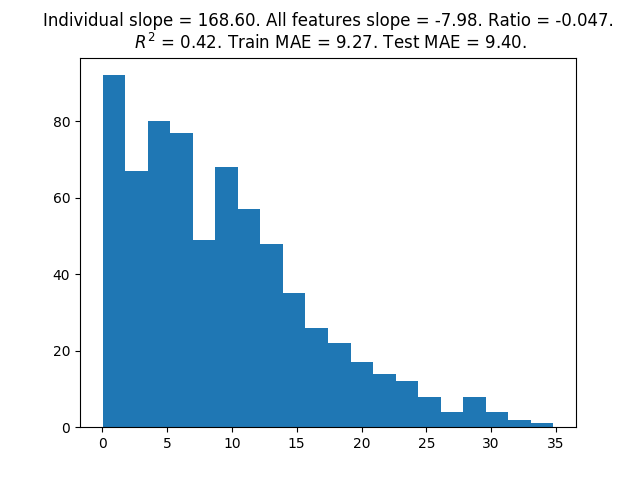 Individual slope = 168.60. All features slope = -7.98. Ratio = -0.047.
R² = 0.42. Train MAE = 9.27. Test MAE = 9.40.
80
60
40
20
0
0 5 10 15 20 25 30 35